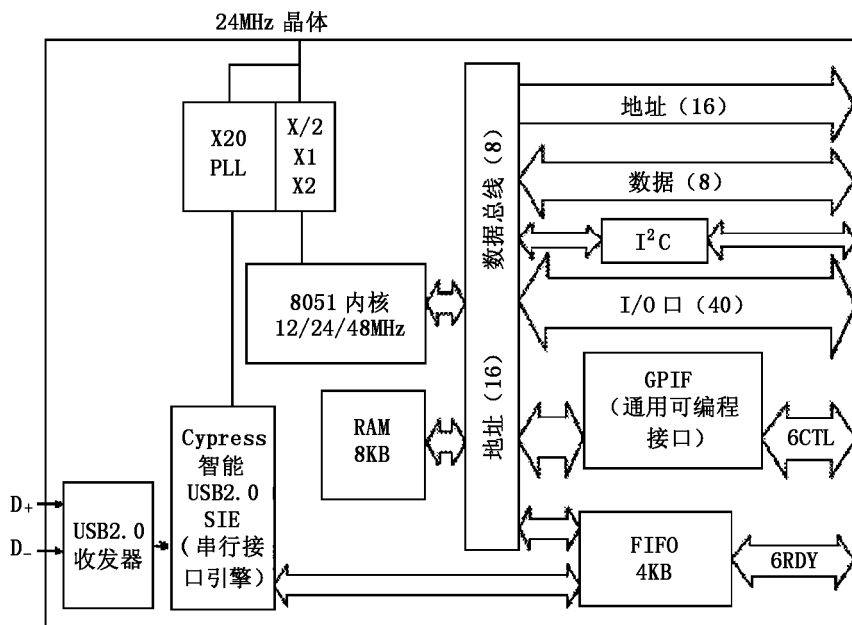 24MHz 晶体
X20
PLL
X/2
X1
X2
8051 内核
12/24/48MHz
RAM
8KB
Cypress
智能
USB2.0
SIE
(串行接
口引擎)
D+
D-
USB2.0
收发器
数据总线(8)
地址(16)
地址(16)
数据(8)
I²C
I/O 口(40)
GPIF
(通用可编程
接口)
6CTL
FIFO
4KB
6RDY